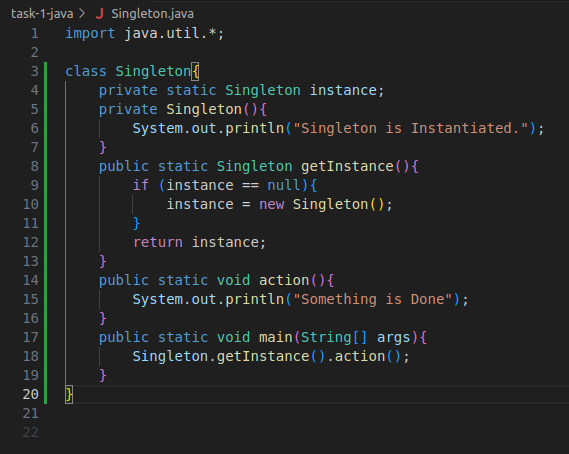 task-1-java > J Singleton.java
1 import java.util.*;
2
3 class Singleton{
4     private static Singleton instance;
5     private Singleton(){
6         System.out.println("Singleton is Instantiated.");
7     }
8     public static Singleton getInstance(){
9         if (instance == null){
10             instance = new Singleton();
11         }
12         return instance;
13     }
14     public static void action(){
15         System.out.println("Something is Done");
16     }
17     public static void main(String[] args){
18         Singleton.getInstance().action();
19     }
20 }
21
22